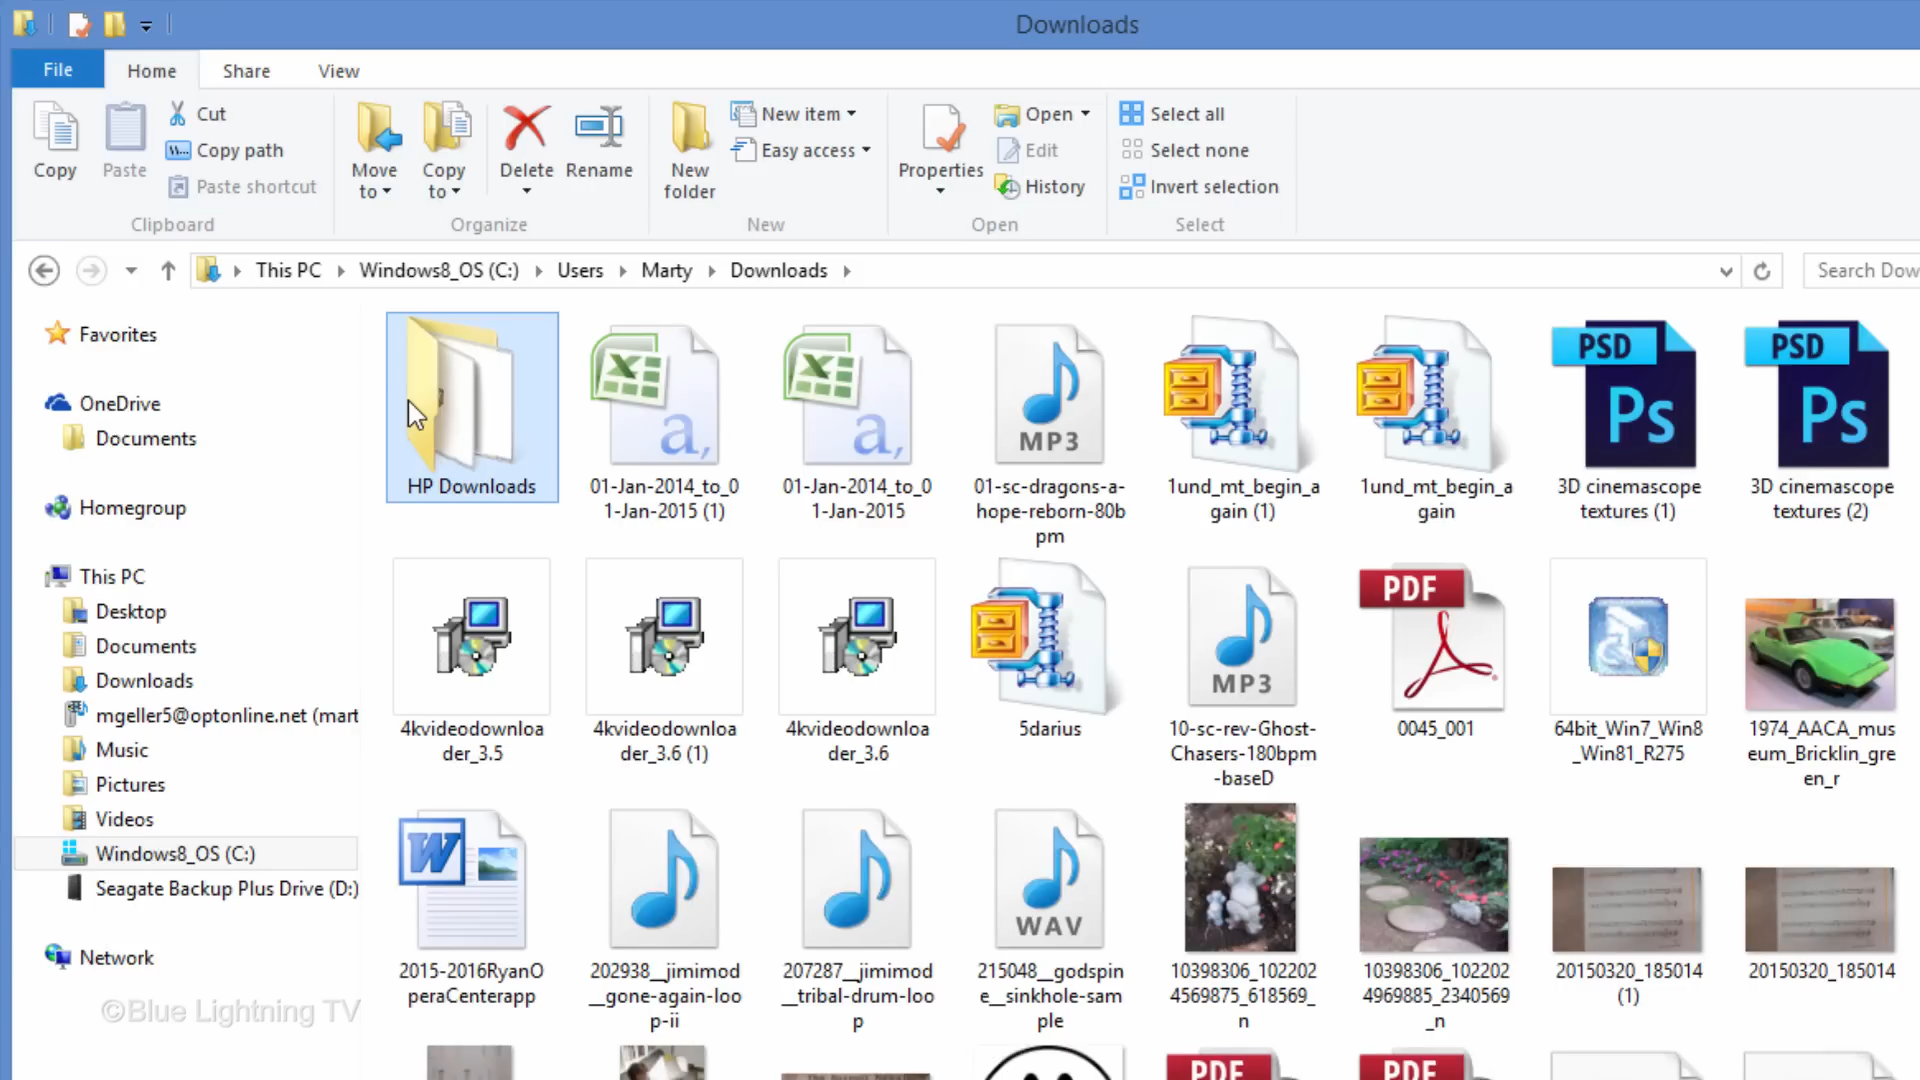 Downloads
File Home Share View
Copy
Paste
Cut
Copy path
Paste shortcut
Clipboard
Move
to
Copy
to
Delete
Rename
Organize
New
folder
New item
Easy access
New
Properties
Open
Edit
History
Open
Select all
Select none
Invert selection
Select
This PC Windows8_OS (C:) Users Marty Downloads
Search Dow
Favorites
OneDrive
Documents
Homegroup
This PC
Desktop
Documents
Downloads
mgeller5@optonline.net (mart
Music
Pictures
Videos
Windows8_OS (C:)
Seagate Backup Plus Drive (D:)
Network
©Blue Lightning TV
HP Downloads
a,
01-Jan-2014_to_0
1-Jan-2015 (1)
a,
01-Jan-2014_to_0
1-Jan-2015
MP3
01-sc-dragons-a-
hope-reborn-80b
pm
1und_mt_begin_a
gain (1)
1und_mt_begin_a
gain
PSD
Ps
3D cinemascope
textures (1)
PSD
Ps
3D cinemascope
textures (2)
4kvideodownloa
der_3.5
4kvideodownloa
der_3.6 (1)
4kvideodownloa
der_3.6
5darius
MP3
10-sc-rev-Ghost-
Chasers-180bpm
-baseD
PDF
0045_001
64bit_Win7_Win8
_Win81_R275
1974_AACA_mus
eum_Bricklin_gre
en_r
W
2015-2016RyanO
peraCenterapp
202938__jimimod
__gone-again-loo
p-ii
207287__jimimod
__tribal-drum-loo
p
WAV
215048__godspin
e__sinkhole-sam
ple
10398306_102202
4569875_618569_
n
10398306_102202
4969885_2340569
_n
20150320_185014
(1)
20150320_185014
PDF
PDF